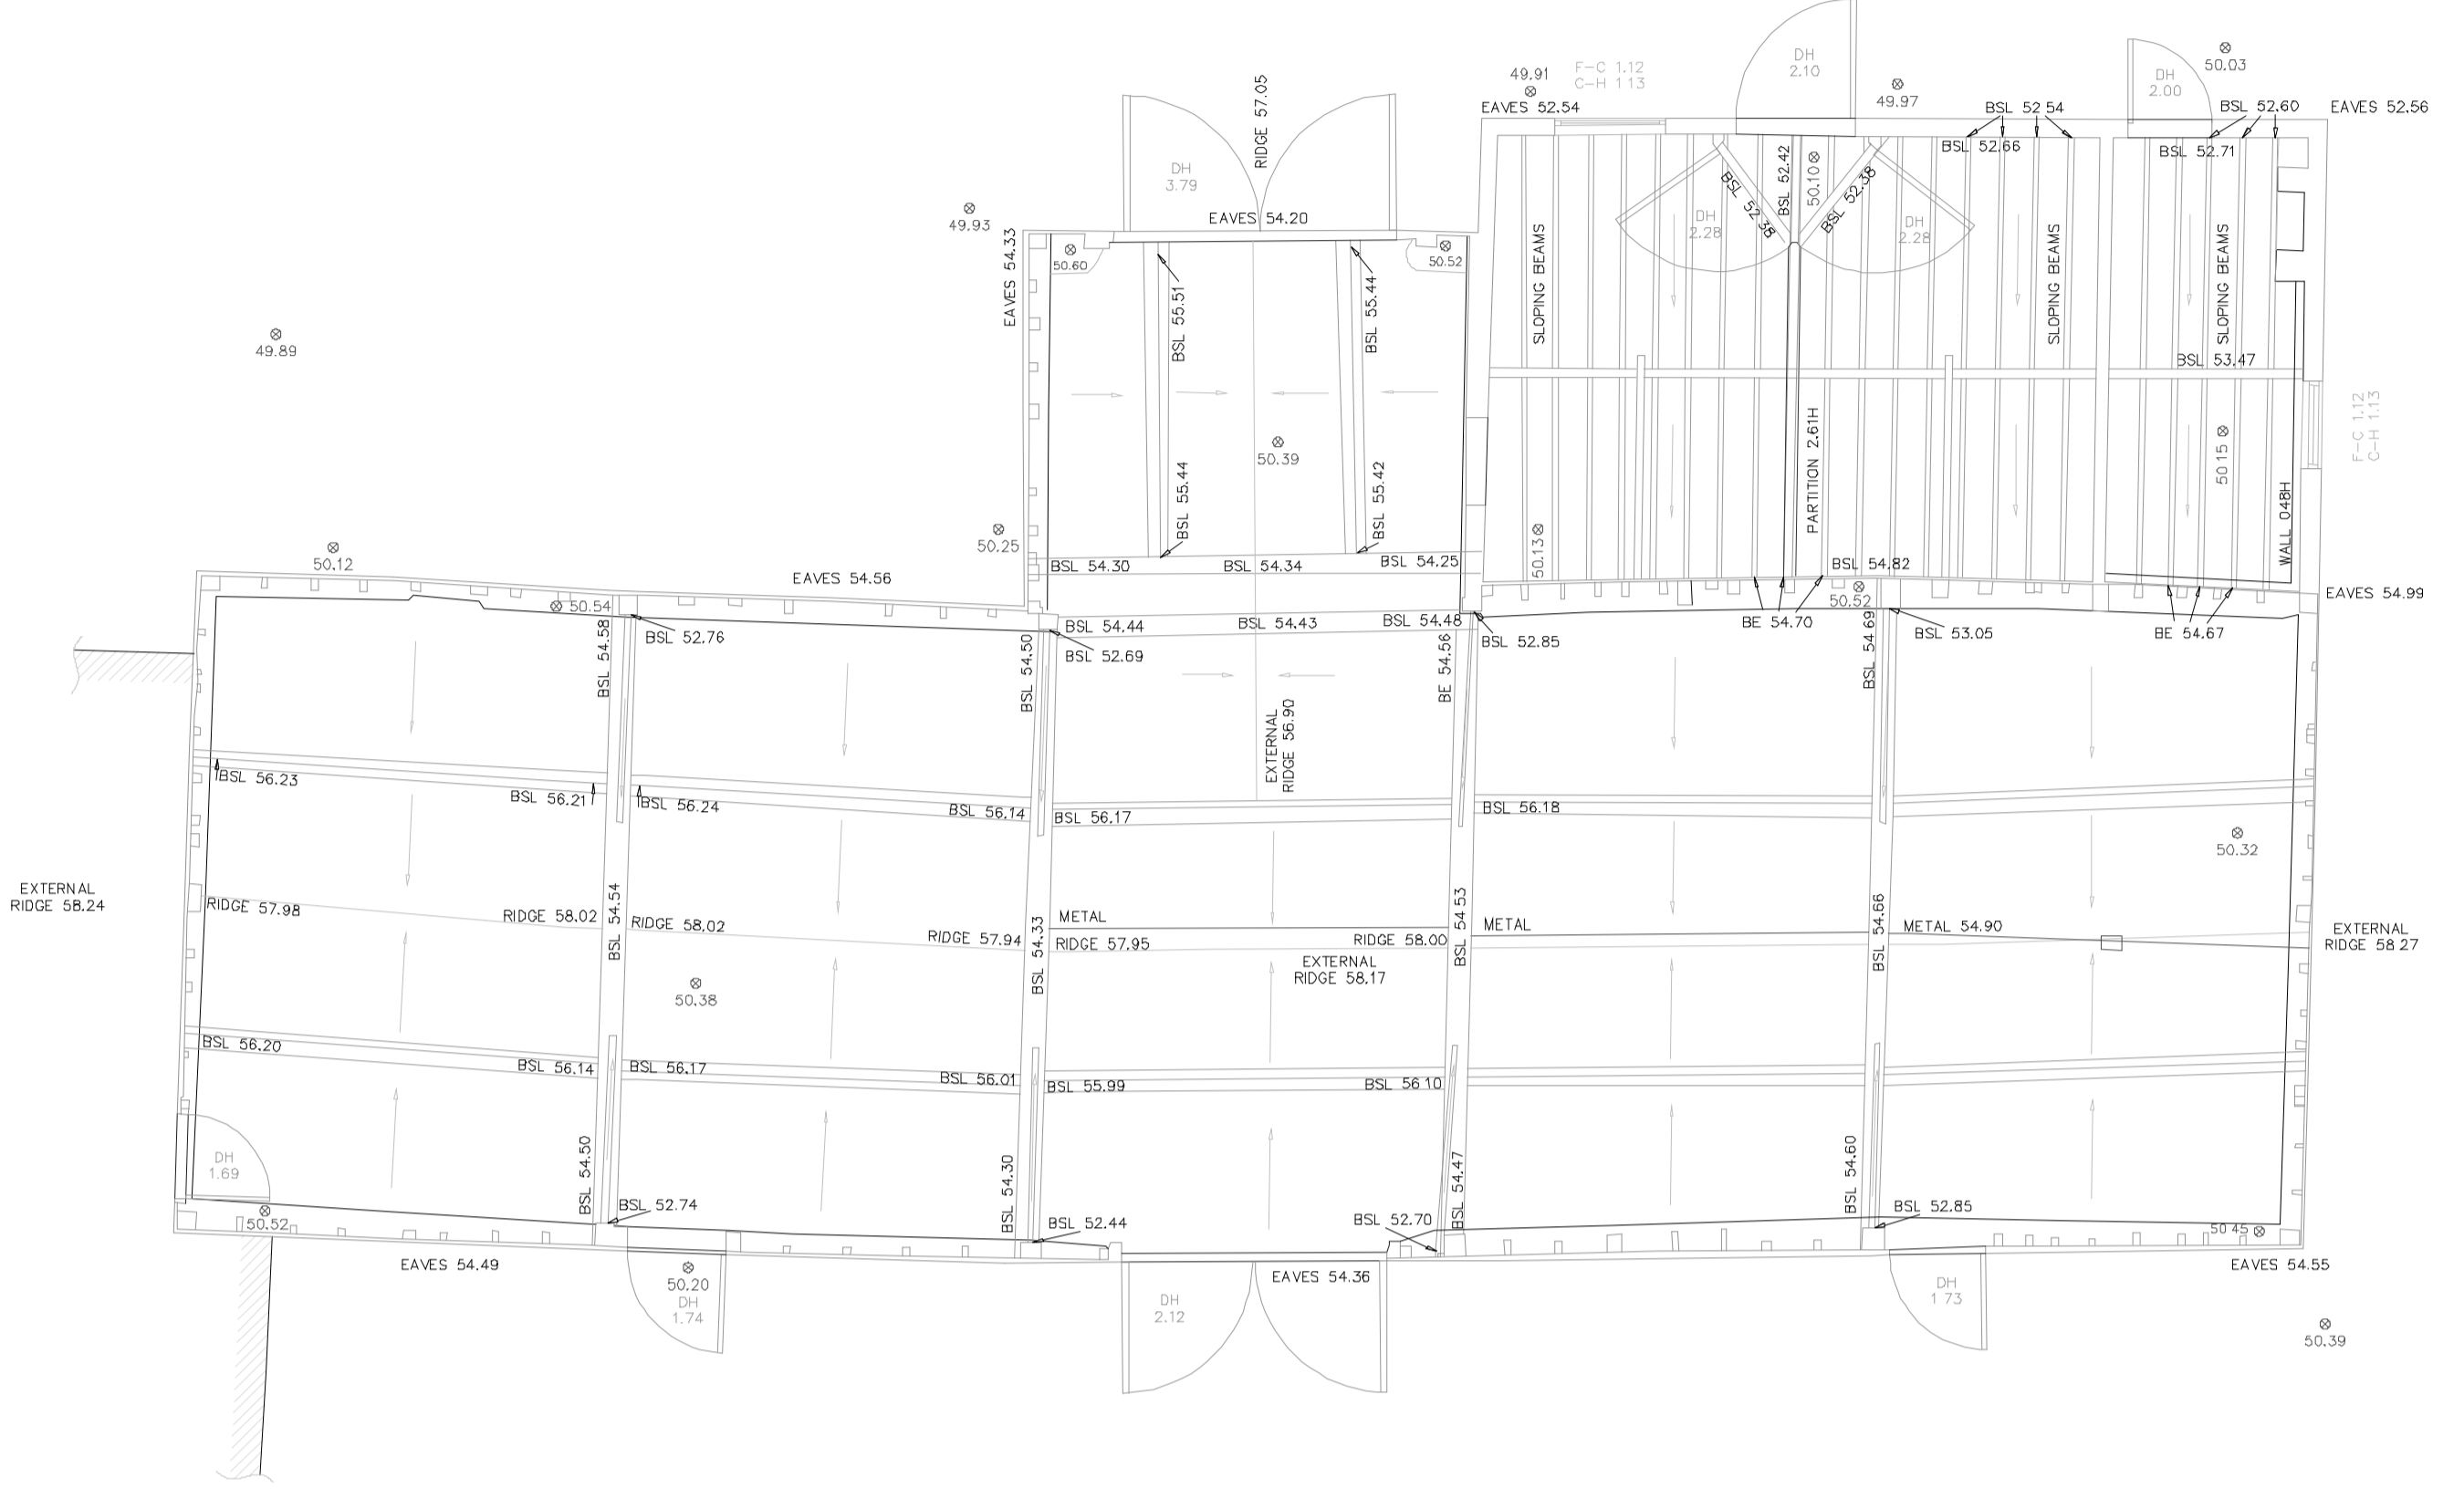 DH
2.10
50.03
49.91
F-C 1.12
C-H 1 13
DH
2.00
RIDGE 57.05
EAVES 52.54
49.97
BSL 52 54
BSL 52.60
EAVES 52.56
BSL 52.42
50.10
BSL 52.66
BSL 52.71
DH
3.79
BSL 52.38
BSL 52.38
49.93
EAVES 54.20
DH
2.28
DH
2.28
EAVES 54.33
50.60
50.52
SLOPING BEAMS
SLOPING BEAMS
SLOPING BEAMS
49.89
BSL 55.51
BSL 55.44
BSL 53.47
F-C 1.12
C-H 1.13
50.39
PARTITION 2.61H
50 15
BSL 55.44
BSL 55.42
WALL 048H
50.25
50.13
50.12
BSL 54.30
BSL 54.34
BSL 54.25
BSL 54.82
EAVES 54.56
50.54
50.52
EAVES 54.99
BSL 54.58
BSL 52.76
BSL 54.50
BSL 54.44
BSL 54.43
BSL 54.48
BSL 52.69
BE 54.56
BSL 52.85
BE 54.70
BSL 54 69
BSL 53.05
BE 54.67
EXTERNAL
RIDGE 56.90
BSL 56.23
BSL 56.21
BSL 56.24
BSL 56.14
BSL 56.17
BSL 56.18
50.32
EXTERNAL
RIDGE 58.24
RIDGE 57.98
RIDGE 58.02
BSL 54.54
RIDGE 58.02
RIDGE 57.94
BSL 54.33
METAL
RIDGE 57.95
RIDGE 58.00
EXTERNAL
RIDGE 58.17
BSL 54 53
METAL
BSL 54.66
METAL 54.90
EXTERNAL
RIDGE 58 27
50.38
BSL 56.20
BSL 56.14
BSL 56.17
BSL 56.01
BSL 55.99
BSL 56 10
DH
1.69
BSL 54.50
BSL 54.30
BSL 54.47
BSL 54.60
50.52
BSL 52.74
BSL 52.44
BSL 52.70
BSL 52.85
50 45
EAVES 54.49
50.20
DH
1.74
EAVES 54.36
DH
2.12
DH
1 73
EAVES 54.55
50.39